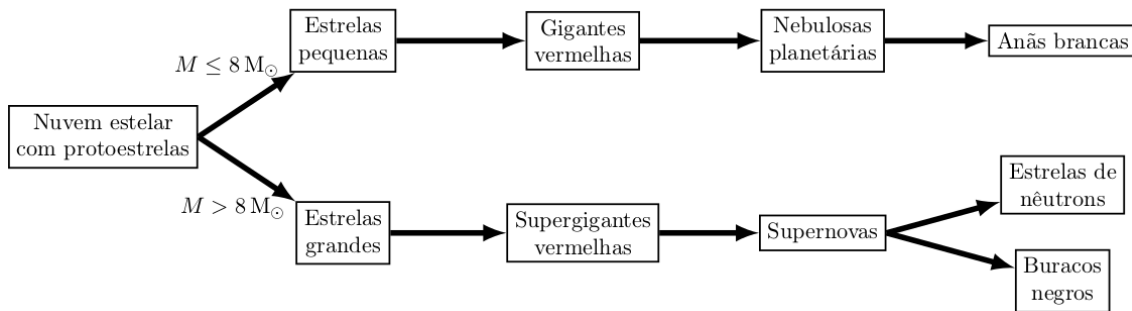 Nuvem estelar
com protoestrelas
M ≤ 8 M⊙
Estrelas
pequenas
Gigantes
vermelhas
Nebulosas
planetárias
Anãs brancas
M > 8 M⊙
Estrelas
grandes
Supergigantes
vermelhas
Supernovas
Estrelas de
nêutrons
Buracos
negros